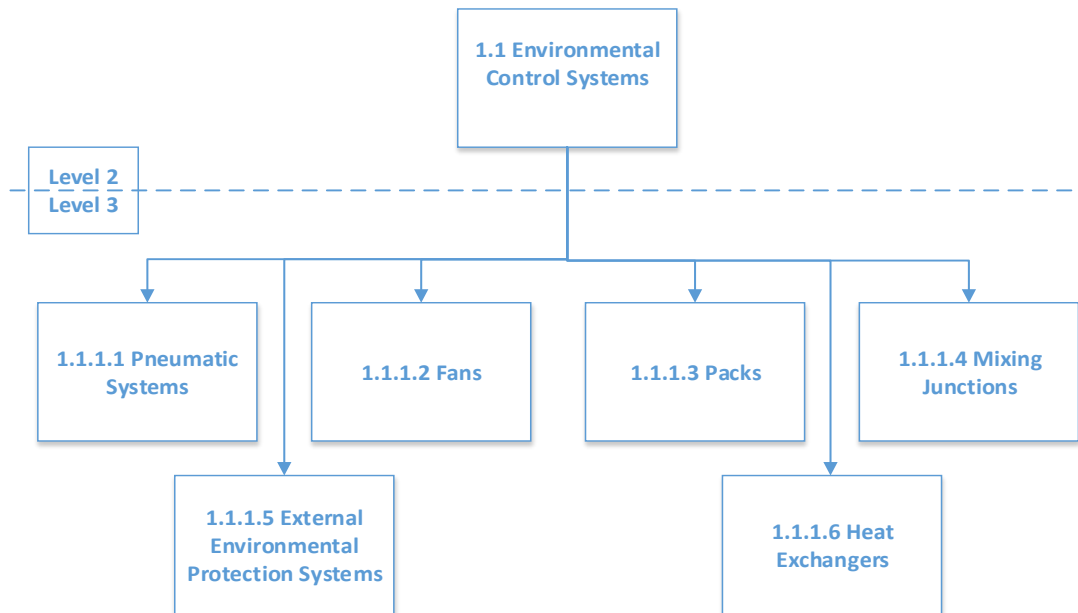 1.1 Environmental
Control Systems
Level 2
Level 3
1.1.1.1 Pneumatic
Systems
1.1.1.2 Fans
1.1.1.3 Packs
1.1.1.4 Mixing
Junctions
1.1.1.5 External
Environmental
Protection Systems
1.1.1.6 Heat
Exchangers